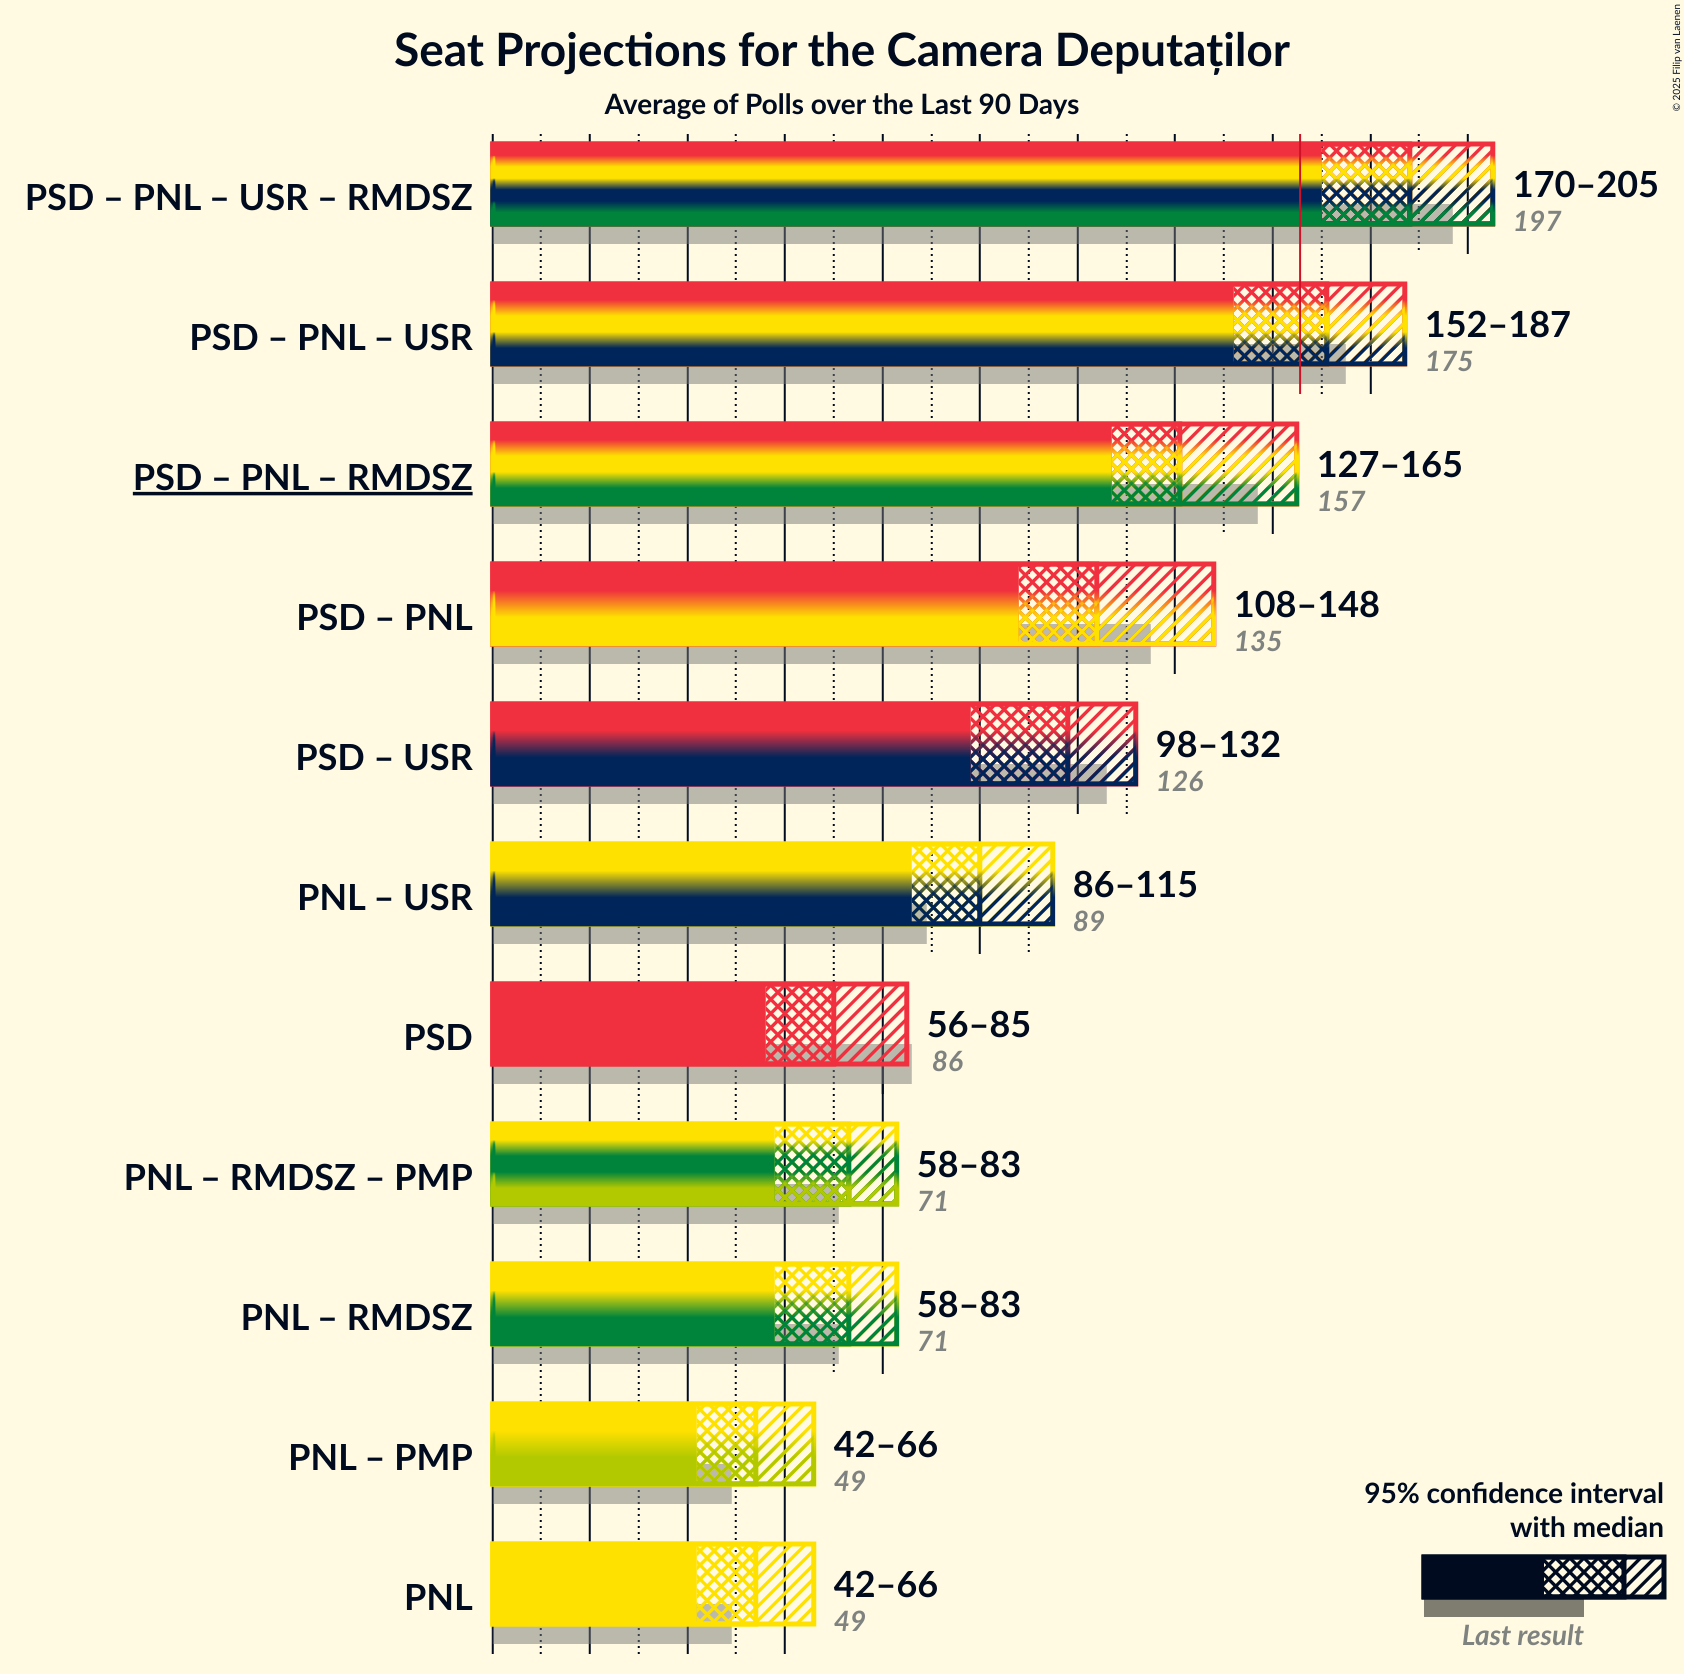 Seat Projections for the Camera Deputaților
Average of Polls over the Last 90 Days
© 2025 Filip van Laenen
PSD – PNL – USR – RMDSZ
170–205
197
PSD – PNL – USR
152–187
175
PSD – PNL – RMDSZ
127–165
157
PSD – PNL
108–148
135
PSD – USR
98–132
126
PNL – USR
86–115
89
PSD
56–85
86
PNL – RMDSZ – PMP
58–83
71
PNL – RMDSZ
58–83
71
PNL – PMP
42–66
49
PNL
42–66
49
95% confidence interval
with median
Last result